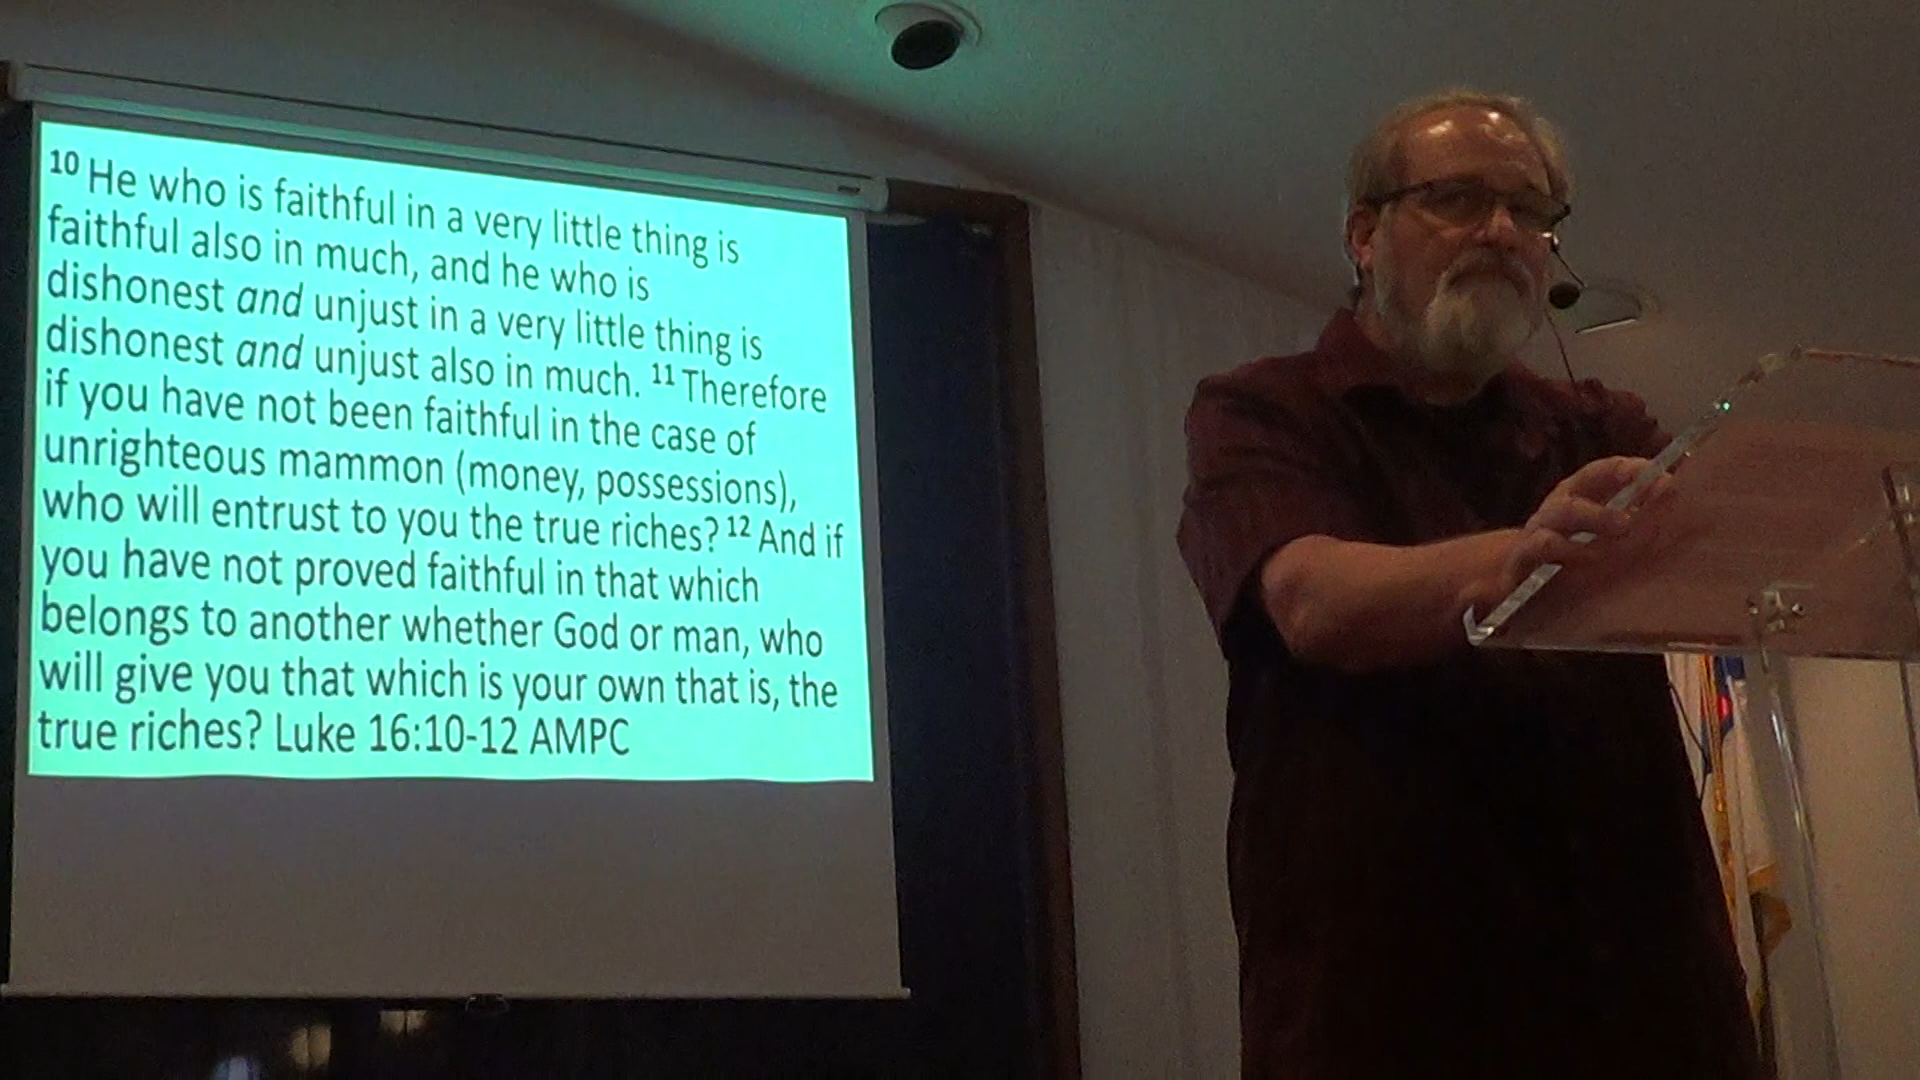 10 He who is faithful in a very little thing is
faithful also in much, and he who is
dishonest and unjust in a very little thing is
dishonest and unjust also in much. 11 Therefore
if you have not been faithful in the case of
unrighteous mammon (money, possessions),
who will entrust to you the true riches? 12 And if
you have not proved faithful in that which
belongs to another whether God or man, who
will give you that which is your own that is, the
true riches? Luke 16:10-12 AMPC